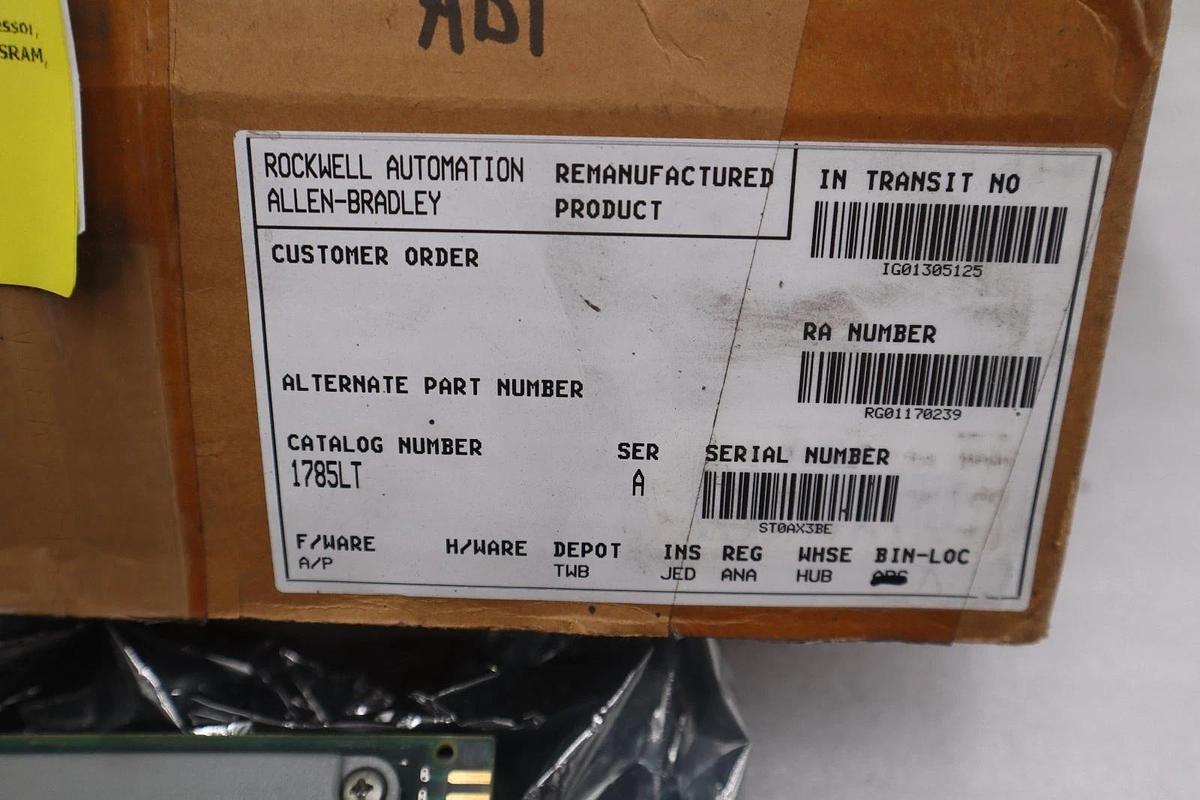 SRAM,
ROCKWELL AUTOMATION
ALLEN-BRADLEY
REMANUFACTURED
PRODUCT
IN TRANSIT NO
IG01305125
CUSTOMER ORDER
RA NUMBER
RG01170239
ALTERNATE PART NUMBER
CATALOG NUMBER
1785LT
SER
A
SERIAL NUMBER
ST0AX3BE
F/WARE
A/P
H/WARE
DEPOT
TWB
INS
JED
REG
ANA
WHSE
HUB
BIN-LOC